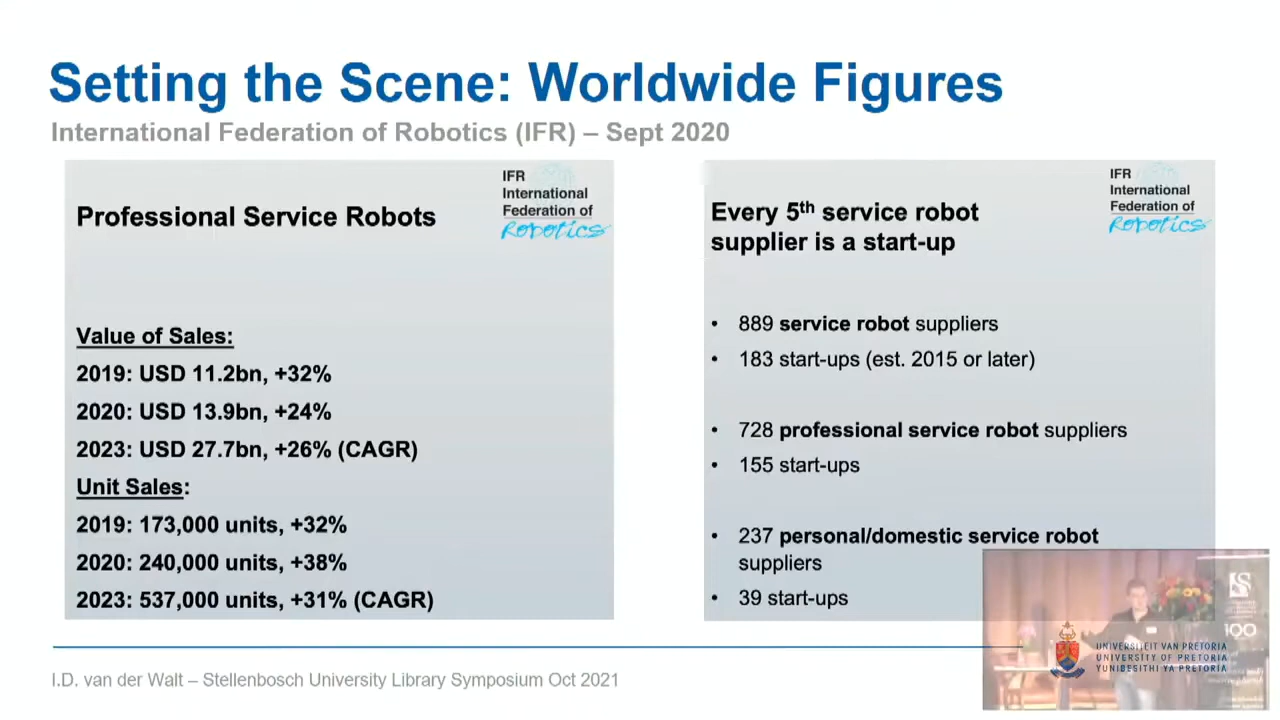 Setting the Scene: Worldwide Figures
International Federation of Robotics (IFR) – Sept 2020
IFR
International
Federation of
Robotics
Professional Service Robots
Value of Sales:
2019: USD 11.2bn, +32%
2020: USD 13.9bn, +24%
2023: USD 27.7bn, +26% (CAGR)
Unit Sales:
2019: 173,000 units, +32%
2020: 240,000 units, +38%
2023: 537,000 units, +31% (CAGR)
IFR
International
Federation of
Robotics
Every 5th service robot
supplier is a start-up
• 889 service robot suppliers
• 183 start-ups (est. 2015 or later)
• 728 professional service robot suppliers
• 155 start-ups
• 237 personal/domestic service robot
suppliers
• 39 start-ups
100
UNIVERSITEIT VAN PRETORIA
UNIVERSITY OF PRETORIA
YUNIBESITHI YA PRETORIA
I.D. van der Walt – Stellenbosch University Library Symposium Oct 2021